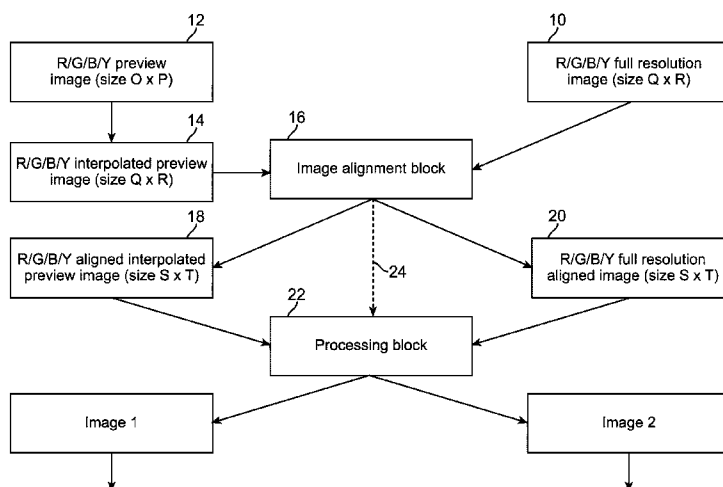 12
R/G/B/Y preview
image (size O x P)
10
R/G/B/Y full resolution
image (size Q x R)
14
R/G/B/Y interpolated preview
image (size Q x R)
16
Image alignment block
18
R/G/B/Y aligned interpolated
preview image (size S x T)
24
20
R/G/B/Y full resolution
aligned image (size S x T)
22
Processing block
Image 1
Image 2